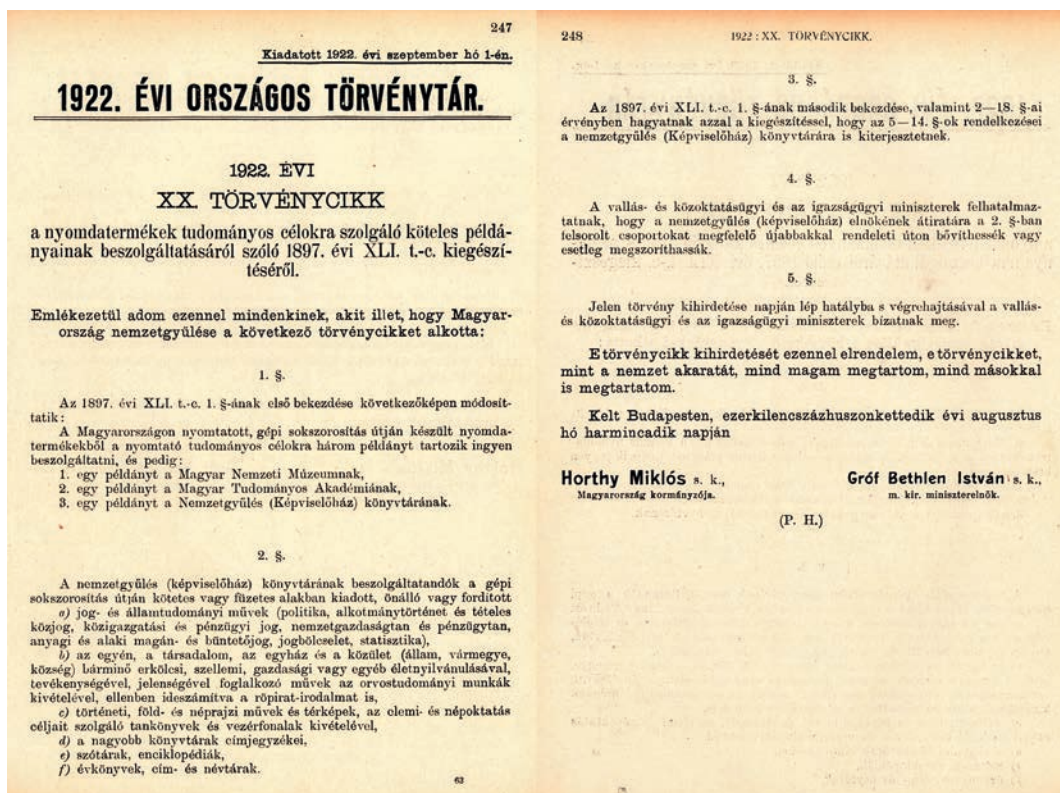 247
Kiadatott 1922. évi szeptember hó 1-én.
1922. ÉVI ORSZÁGOS TÖRVÉNYTÁR.
1922. ÉVI
XX. TÖRVÉNYCIKK
a nyomdatermékek tudományos célokra szolgáló köteles példá-
nyainak beszolgáltatásáról szóló 1897. évi XLI. t.-c. kiegészí-
téséről.
Emlékezetül adom ezennel mindenkinek, akit illet, hogy Magyar-
ország nemzetgyülése a következő törvénycikket alkotta:
1. §.
Az 1897. évi XLI. t.-c. 1. §-ának első bekezdése következőképen módosít-
tatik:
A Magyarországon nyomtatott, gépi sokszorosítás útján készült nyomda-
termékekből a nyomtató tudományos célokra három példányt tartozik ingyen
beszolgáltatni, és pedig:
1. egy példányt a Magyar Nemzeti Múzeumnak,
2. egy példányt a Magyar Tudományos Akadémiának,
3. egy példányt a Nemzetgyülés (Képviselőház) könyvtárának.
2. §.
A nemzetgyülés (képviselőház) könyvtárának beszolgáltatandók a gépi
sokszorosítás útján kötetes vagy füzetes alakban kiadott, önálló vagy fordított
a) jog- és államtudományi művek (politika, alkotmánytörténet és tételes
közjog, közigazgatási és pénzügyi jog, nemzetgazdaságtan és pénzügytan,
anyagi és alaki magán- és büntetőjog, jogbölcselet, statisztika),
b) az egyén, a társadalom, az egyház és a közület (állam, vármegye,
község) bárminő erkölcsi, szellemi, gazdasági vagy egyéb életnyilvánulásával,
tevékenységével, jelenségével foglalkozó művek az orvostudományi munkák
kivételével, ellenben ideszámítva a röpirat-irodalmat is,
c) történeti, föld- és néprajzi művek és térképek, az elemi- és népoktatás
céljait szolgáló tankönyvek és vezérfonalak kivételével,
d) a nagyobb könyvtárak címjegyzékei,
e) szótárak, enciklopédiák,
f) évkönyvek, cím- és névtárak.
63
248
1922 : XX. TÖRVÉNYCIKK.
3. §.
Az 1897. évi XLI. t.-c. 1. §-ának második bekezdése, valamint 2—18. §-ai
érvényben hagyatnak azzal a kiegészítéssel, hogy az 5—14. §-ok rendelkezései
a nemzetgyülés (Képviselőház) könyvtárára is kiterjesztetnek.
4. §.
A vallás- és közoktatásügyi és az igazságügyi miniszterek felhatalmaz-
tatnak, hogy a nemzetgyülés (képviselőház) elnökének átiratára a 2. §-ban
felsorolt csoportokat megfelelő újabbakkal rendeleti úton bővíthessék vagy
esetleg megszoríthassák.
5. §.
Jelen törvény kihirdetése napján lép hatályba s végrehajtásával a vallás-
és közoktatásügyi és az igazságügyi miniszterek bízatnak meg.
E törvénycikk kihirdetését ezennel elrendelem, e törvénycikket,
mint a nemzet akaratát, mind magam megtartom, mind másokkal
is megtartatom.
Kelt Budapesten, ezerkilencszázhuszonkettedik évi augusztus
hó harmincadik napján
Horthy Miklós s. k.,
Magyarország kormányzója.
Gróf Bethlen István s. k.,
m. kir. miniszterelnök.
(P. H.)